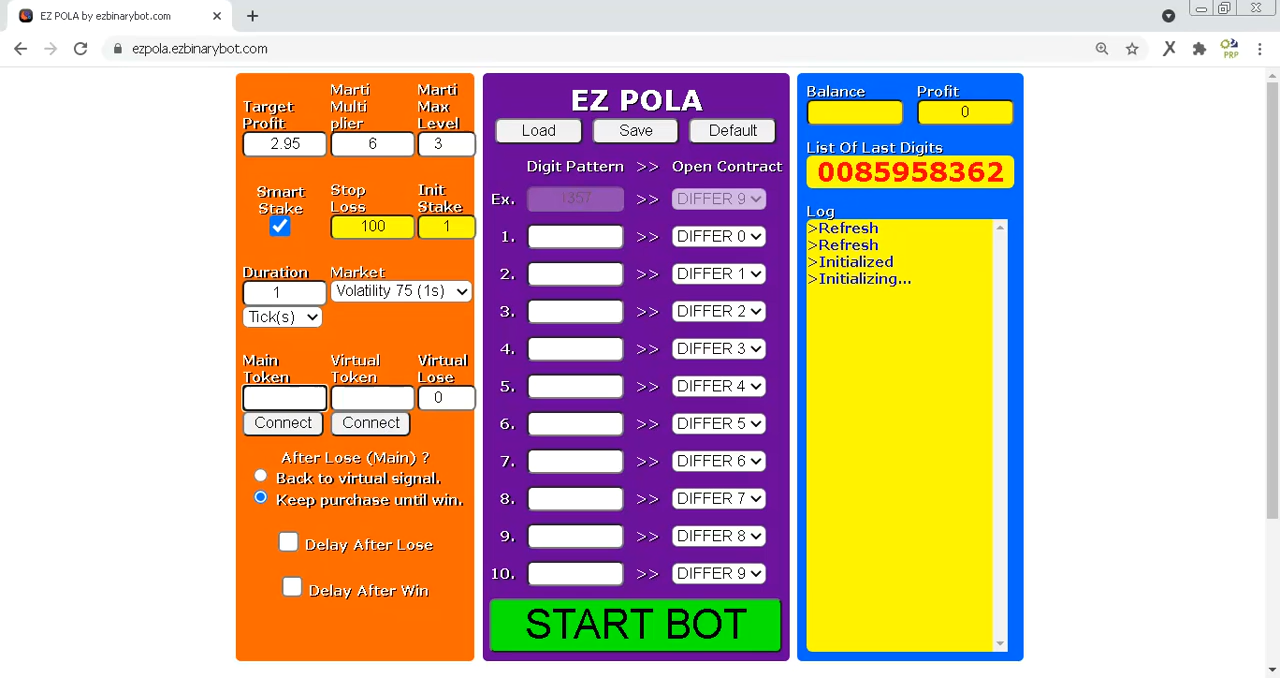 EZ POLA by ezbinarybot.com
ezpola.ezbinarybot.com
PRP
Target Profit
Marti Multi plier
Marti Max Level
2.95
6
3
Smart Stake
Stop Loss
Init Stake
100
1
Duration
Market
1
Volatility 75 (1s)
Tick(s)
Main Token
Virtual Token
Virtual Lose
0
Connect
Connect
After Lose (Main) ?
Back to virtual signal.
Keep purchase until win.
Delay After Lose
Delay After Win
EZ POLA
Load
Save
Default
Digit Pattern >> Open Contract
Ex. 1357 >> DIFFER 9
1. >> DIFFER 0
2. >> DIFFER 1
3. >> DIFFER 2
4. >> DIFFER 3
5. >> DIFFER 4
6. >> DIFFER 5
7. >> DIFFER 6
8. >> DIFFER 7
9. >> DIFFER 8
10. >> DIFFER 9
START BOT
Balance
Profit
0
List Of Last Digits
0085958362
Log
>Refresh
>Refresh
>Initialized
>Initializing...